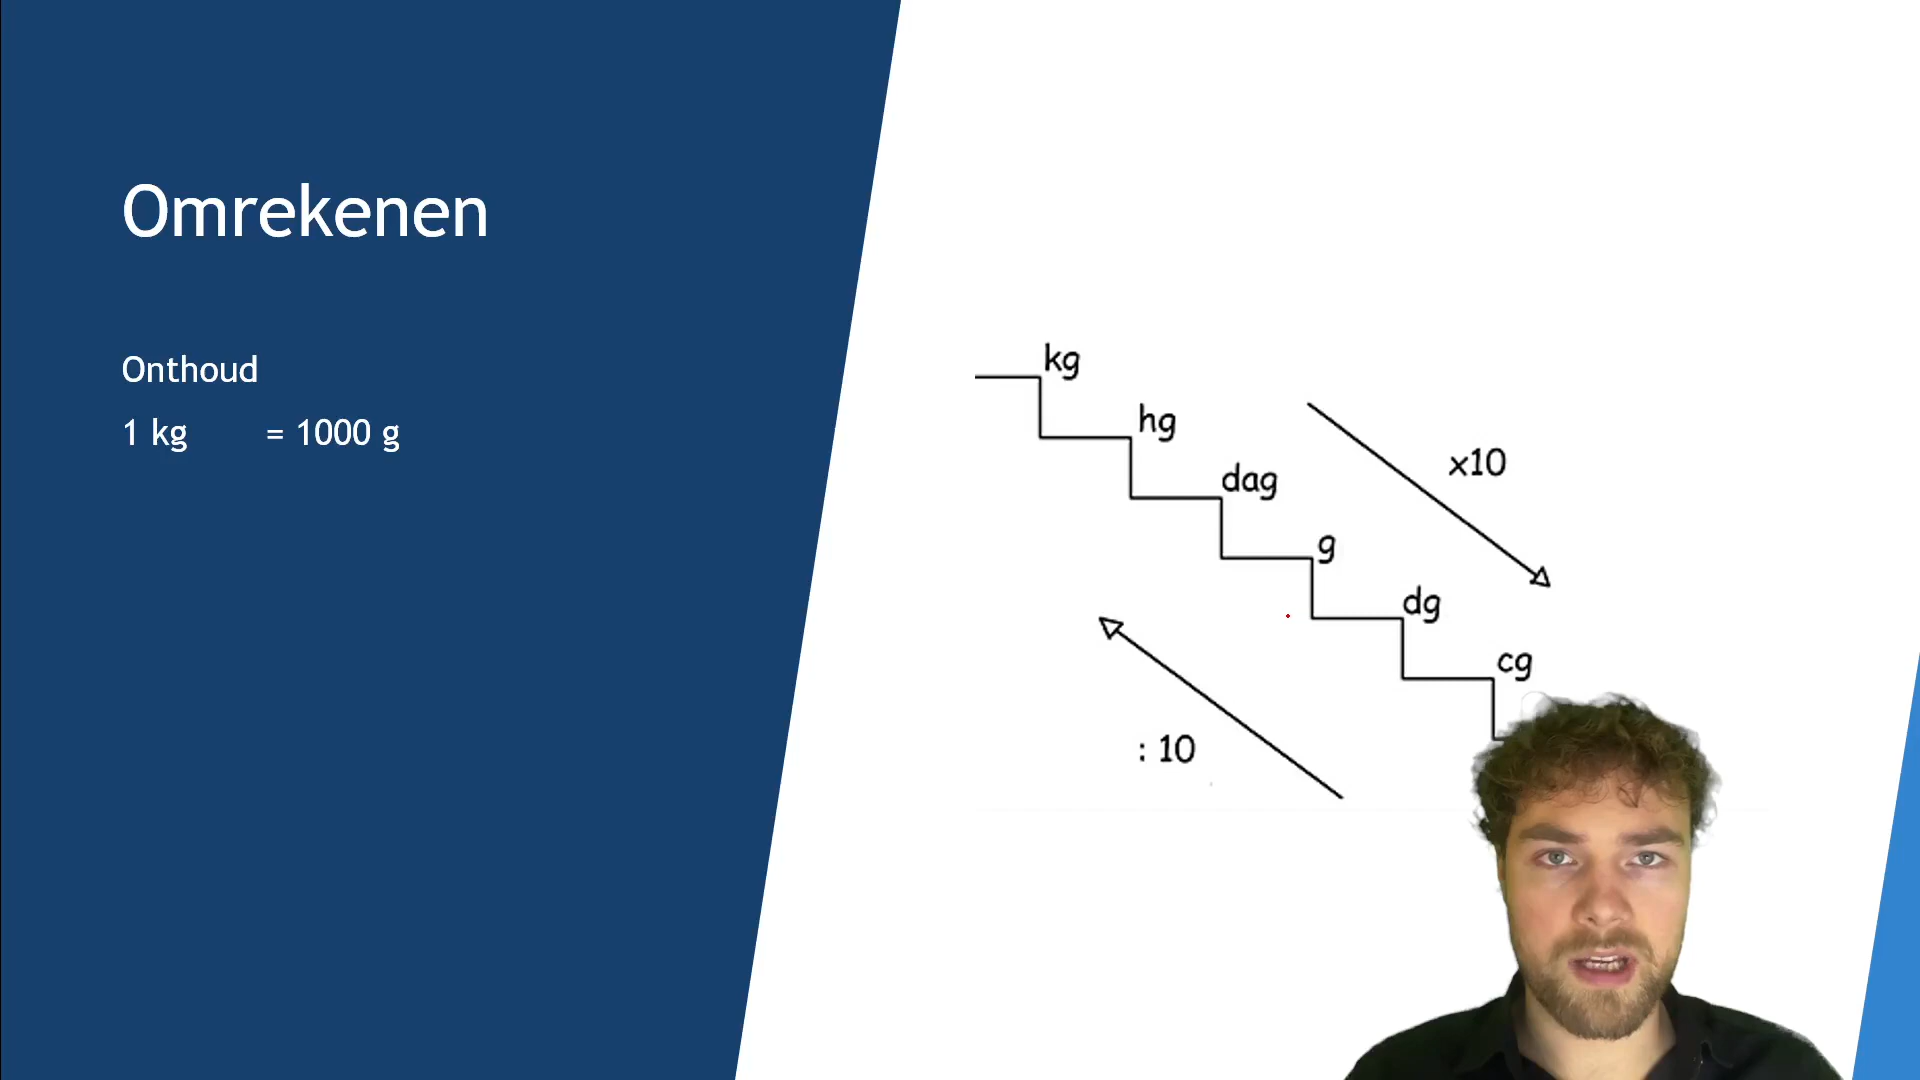 Omrekenen
Onthoud
1 kg = 1000 g
kg
hg
dag
g
dg
cg
x10
: 10